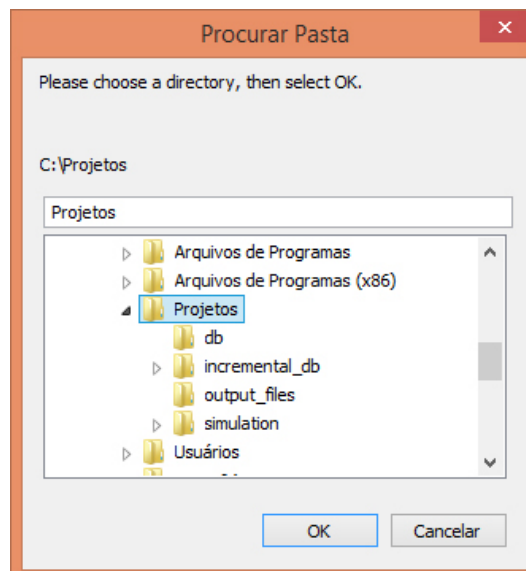 Procurar Pasta
Please choose a directory, then select OK.
C:\Projetos
Projetos
Arquivos de Programas
Arquivos de Programas (x86)
Projetos
db
incremental_db
output_files
simulation
Usuários
OK Cancelar